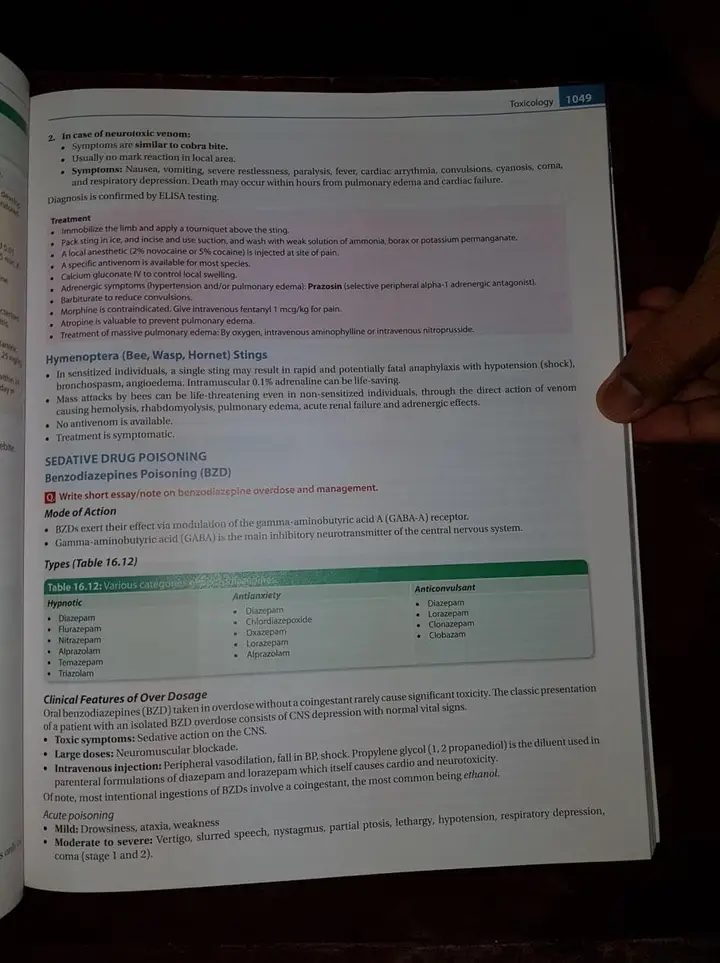 Toxicology 1049
2. In case of neurotoxic venom:
• Symptoms are similar to cobra bite.
• Usually no mark reaction in local area.
• Symptoms: Nausea, vomiting, severe restlessness, paralysis, fever, cardiac arrythmia, convulsions, cyanosis, coma,
and respiratory depression. Death may occur within hours from pulmonary edema and cardiac failure.
Diagnosis is confirmed by ELISA testing.
Treatment
• Immobilize the limb and apply a tourniquet above the sting.
• Pack sting in ice, and incise and use suction, and wash with weak solution of ammonia, borax or potassium permanganate.
• A local anesthetic (2% novocaine or 5% cocaine) is injected at site of pain.
• A specific antivenom is available for most species.
• Calcium gluconate IV to control local swelling.
• Adrenergic symptoms (hypertension and/or pulmonary edema): Prazosin (selective peripheral alpha-1 adrenergic antagonist).
• Barbiturate to reduce convulsions.
• Morphine is contraindicated. Give intravenous fentanyl 1 mcg/kg for pain.
• Atropine is valuable to prevent pulmonary edema.
• Treatment of massive pulmonary edema: By oxygen, intravenous aminophylline or intravenous nitroprusside.
Hymenoptera (Bee, Wasp, Hornet) Stings
• In sensitized individuals, a single sting may result in rapid and potentially fatal anaphylaxis with hypotension (shock),
bronchospasm, angioedema. Intramuscular 0.1% adrenaline can be life-saving.
• Mass attacks by bees can be life-threatening even in non-sensitized individuals, through the direct action of venom
causing hemolysis, rhabdomyolysis, pulmonary edema, acute renal failure and adrenergic effects.
• No antivenom is available.
• Treatment is symptomatic.
SEDATIVE DRUG POISONING
Benzodiazepines Poisoning (BZD)
Q. Write short essay/note on benzodiazepine overdose and management.
Mode of Action
• BZDs exert their effect via modulation of the gamma-aminobutyric acid A (GABA-A) receptor.
• Gamma-aminobutyric acid (GABA) is the main inhibitory neurotransmitter of the central nervous system.
Types (Table 16.12)
Table 16.12: Various categories of
Hypnotic Antianxiety Anticonvulsant
• Diazepam • Diazepam • Diazepam
• Flurazepam • Chlordiazepoxide • Lorazepam
• Nitrazepam • Oxazepam • Clonazepam
• Alprazolam • Lorazepam • Clobazam
• Temazepam • Alprazolam
• Triazolam
Clinical Features of Over Dosage
Oral benzodiazepines (BZD) taken in overdose without a coingestant rarely cause significant toxicity. The classic presentation
of a patient with an isolated BZD overdose consists of CNS depression with normal vital signs.
• Toxic symptoms: Sedative action on the CNS.
• Large doses: Neuromuscular blockade.
• Intravenous injection: Peripheral vasodilation, fall in BP, shock. Propylene glycol (1, 2 propanediol) is the diluent used in
parenteral formulations of diazepam and lorazepam which itself causes cardio and neurotoxicity.
Of note, most intentional ingestions of BZDs involve a coingestant, the most common being ethanol.
Acute poisoning
• Mild: Drowsiness, ataxia, weakness
• Moderate to severe: Vertigo, slurred speech, nystagmus, partial ptosis, lethargy, hypotension, respiratory depression,
coma (stage 1 and 2).